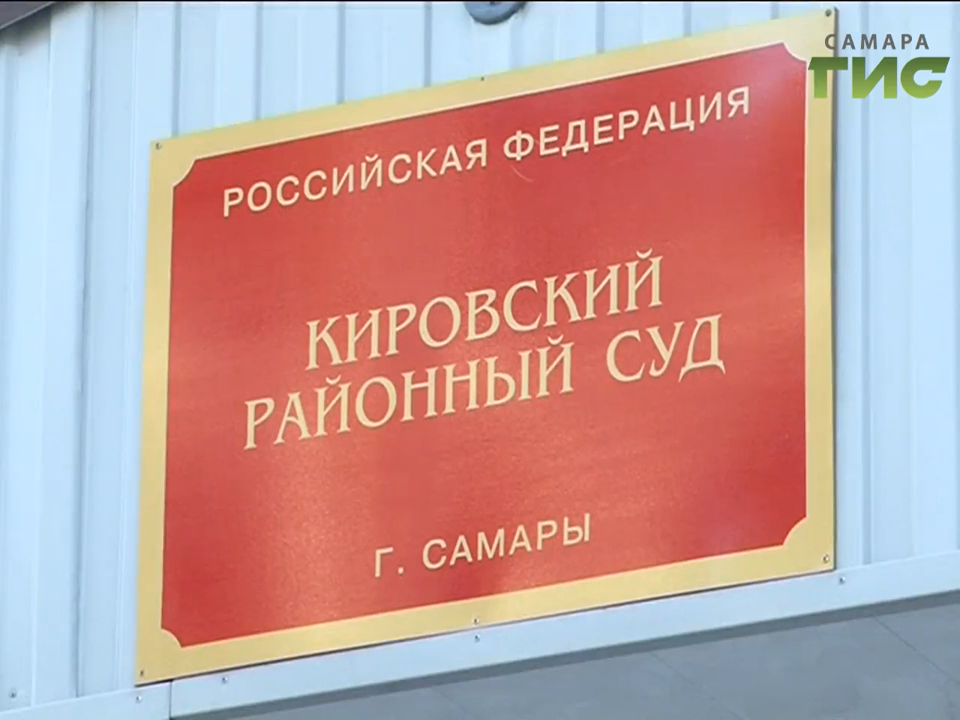 САМАРА
ГИС
РОССИЙСКАЯ ФЕДЕРАЦИЯ
КИРОВСКИЙ
РАЙОННЫЙ СУД
Г. САМАРЫ